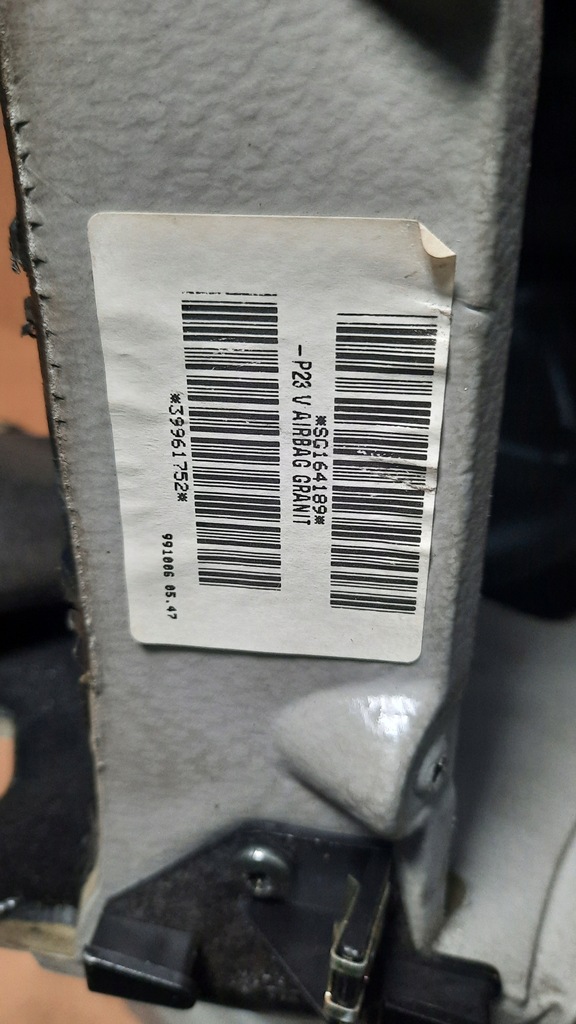 *SG164189*
-P23 V AIRBAG GRANIT
*39961752*
991006 05.47